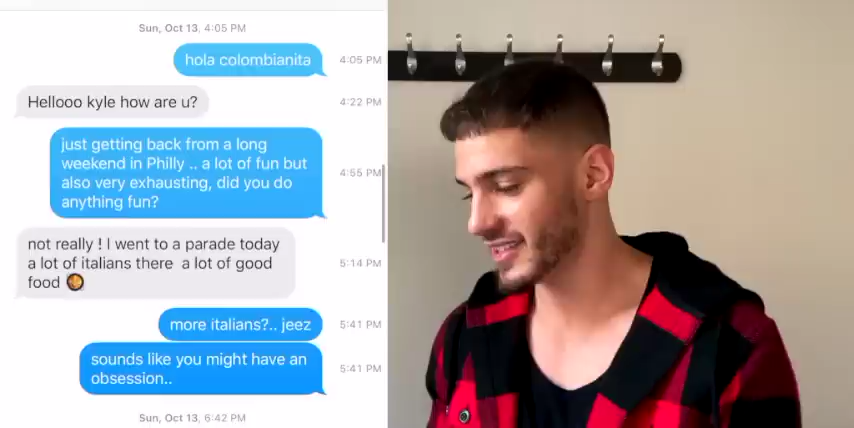 Sun, Oct 13, 4:05 PM
hola colombianita
4:05 PM
Hellooo kyle how are u?
4:22 PM
just getting back from a long
weekend in Philly .. a lot of fun but
also very exhausting, did you do
anything fun?
4:55 PM
not really ! I went to a parade today
a lot of italians there a lot of good
food 🥘
5:14 PM
more italians?.. jeez
5:41 PM
sounds like you might have an
obsession..
5:41 PM
Sun, Oct 13, 6:42 PM